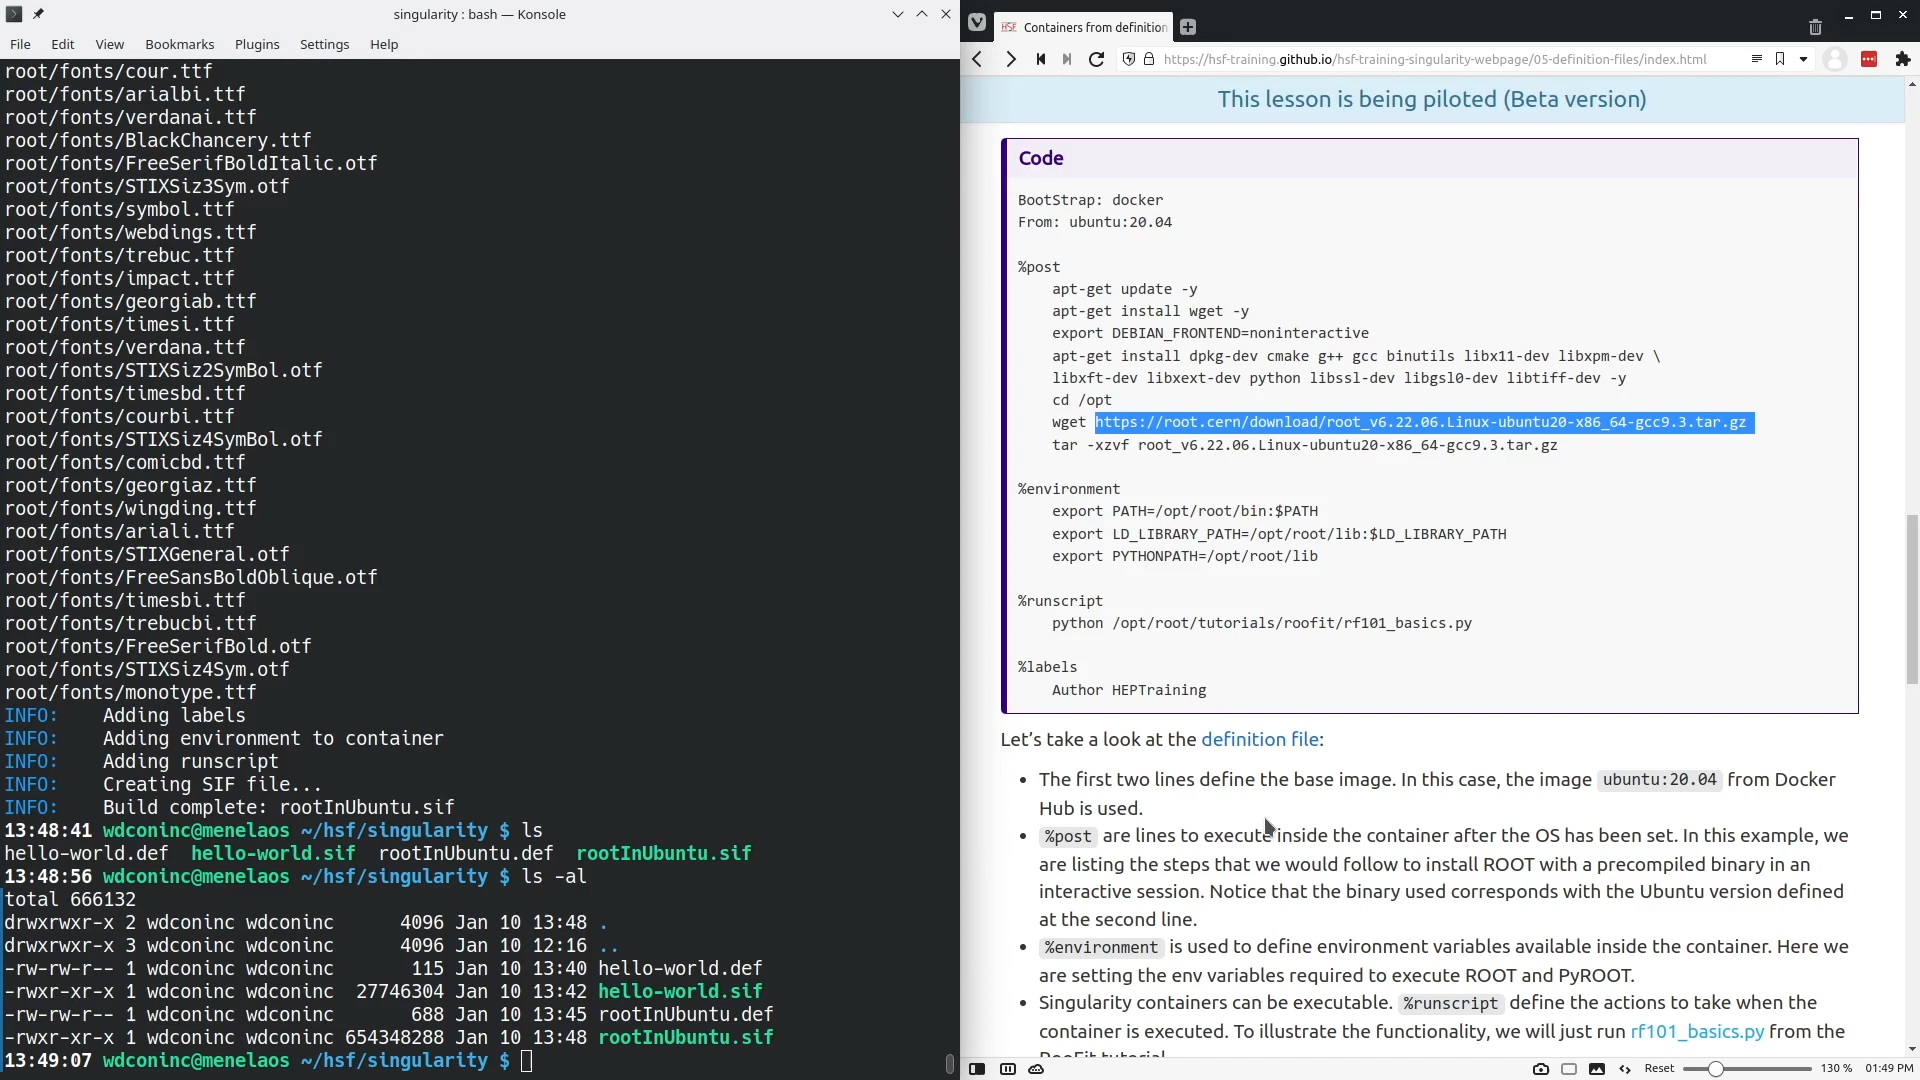 singularity : bash — Konsole
File Edit View Bookmarks Plugins Settings Help
root/fonts/cour.ttf
root/fonts/arialbi.ttf
root/fonts/verdanai.ttf
root/fonts/BlackChancery.ttf
root/fonts/FreeSerifBoldItalic.otf
root/fonts/STIXSiz3Sym.otf
root/fonts/symbol.ttf
root/fonts/webdings.ttf
root/fonts/trebuc.ttf
root/fonts/impact.ttf
root/fonts/georgiab.ttf
root/fonts/timesi.ttf
root/fonts/verdana.ttf
root/fonts/STIXSiz2SymBol.otf
root/fonts/timesbd.ttf
root/fonts/courbi.ttf
root/fonts/STIXSiz4SymBol.otf
root/fonts/comicbd.ttf
root/fonts/georgiaz.ttf
root/fonts/wingding.ttf
root/fonts/ariali.ttf
root/fonts/STIXGeneral.otf
root/fonts/FreeSansBoldOblique.otf
root/fonts/timesbi.ttf
root/fonts/trebucbi.ttf
root/fonts/FreeSerifBold.otf
root/fonts/STIXSiz4Sym.otf
root/fonts/monotype.ttf
INFO:    Adding labels
INFO:    Adding environment to container
INFO:    Adding runscript
INFO:    Creating SIF file...
INFO:    Build complete: rootInUbuntu.sif
13:48:41 wdconinc@menelaos ~/hsf/singularity $ ls
hello-world.def  hello-world.sif  rootInUbuntu.def  rootInUbuntu.sif
13:48:56 wdconinc@menelaos ~/hsf/singularity $ ls -al
total 666132
drwxrwxr-x 2 wdconinc wdconinc      4096 Jan 10 13:48 .
drwxrwxr-x 3 wdconinc wdconinc      4096 Jan 10 12:16 ..
-rw-rw-r-- 1 wdconinc wdconinc       115 Jan 10 13:40 hello-world.def
-rwxr-xr-x 1 wdconinc wdconinc  27746304 Jan 10 13:42 hello-world.sif
-rw-rw-r-- 1 wdconinc wdconinc       688 Jan 10 13:45 rootInUbuntu.def
-rwxr-xr-x 1 wdconinc wdconinc 654348288 Jan 10 13:48 rootInUbuntu.sif
13:49:07 wdconinc@menelaos ~/hsf/singularity $
HSF Containers from definition
https://hsf-training.github.io/hsf-training-singularity-webpage/05-definition-files/index.html
This lesson is being piloted (Beta version)
Code
BootStrap: docker
From: ubuntu:20.04
%post
    apt-get update -y
    apt-get install wget -y
    export DEBIAN_FRONTEND=noninteractive
    apt-get install dpkg-dev cmake g++ gcc binutils libx11-dev libxpm-dev \
    libxft-dev libxext-dev python libssl-dev libgsl0-dev libtiff-dev -y
    cd /opt
    wget https://root.cern/download/root_v6.22.06.Linux-ubuntu20-x86_64-gcc9.3.tar.gz
    tar -xzvf root_v6.22.06.Linux-ubuntu20-x86_64-gcc9.3.tar.gz
%environment
    export PATH=/opt/root/bin:$PATH
    export LD_LIBRARY_PATH=/opt/root/lib:$LD_LIBRARY_PATH
    export PYTHONPATH=/opt/root/lib
%runscript
    python /opt/root/tutorials/roofit/rf101_basics.py
%labels
    Author HEPTraining
Let’s take a look at the definition file:
• The first two lines define the base image. In this case, the image ubuntu:20.04 from Docker
Hub is used.
• %post are lines to execute inside the container after the OS has been set. In this example, we
are listing the steps that we would follow to install ROOT with a precompiled binary in an
interactive session. Notice that the binary used corresponds with the Ubuntu version defined
at the second line.
• %environment is used to define environment variables available inside the container. Here we
are setting the env variables required to execute ROOT and PyROOT.
• Singularity containers can be executable. %runscript define the actions to take when the
container is executed. To illustrate the functionality, we will just run rf101_basics.py from the
RooFit tutorial
Reset 130 % 01:49 PM